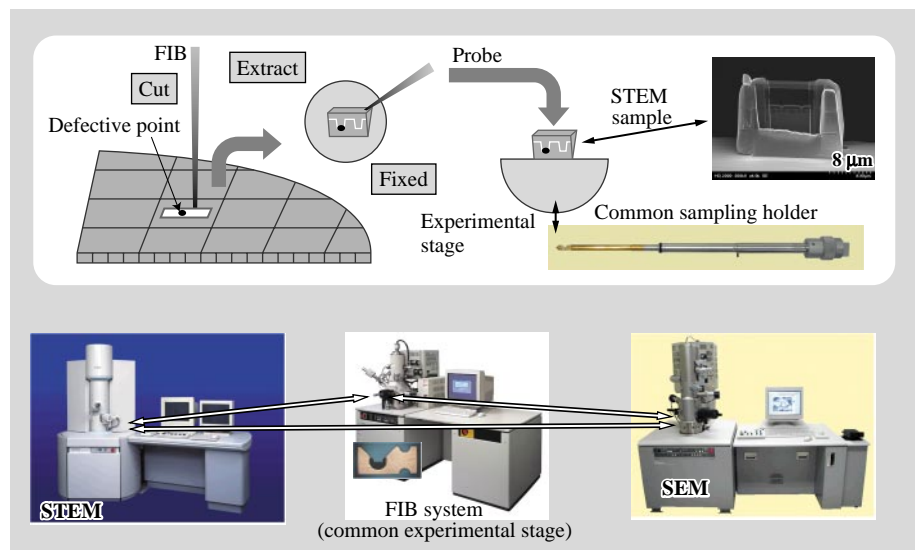 FIB
Cut
Extract
Defective point
Fixed
Probe
STEM
sample
8 μm
Experimental
stage
Common sampling holder
STEM
FIB system
(common experimental stage)
SEM